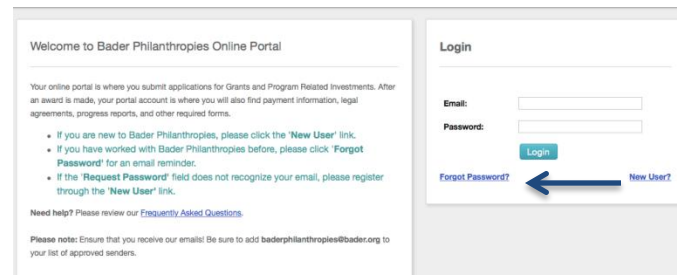 Welcome to Bader Philanthropies Online Portal
Your online portal is where you submit applications for Grants and Program Related Investments. After
an award is made, your portal account is where you will also find payment information, legal
agreements, progress reports, and other required forms.
• If you are new to Bader Philanthropies, please click the 'New User' link.
• If you have worked with Bader Philanthropies before, please click 'Forgot
Password' for an email reminder.
• If the 'Request Password' field does not recognize your email, please register
through the 'New User' link.
Need help? Please review our Frequently Asked Questions.
Please note: Ensure that you receive our emails! Be sure to add baderphilanthropies@bader.org to
your list of approved senders.
Login
Email:
Password:
Login
Forgot Password? New User?